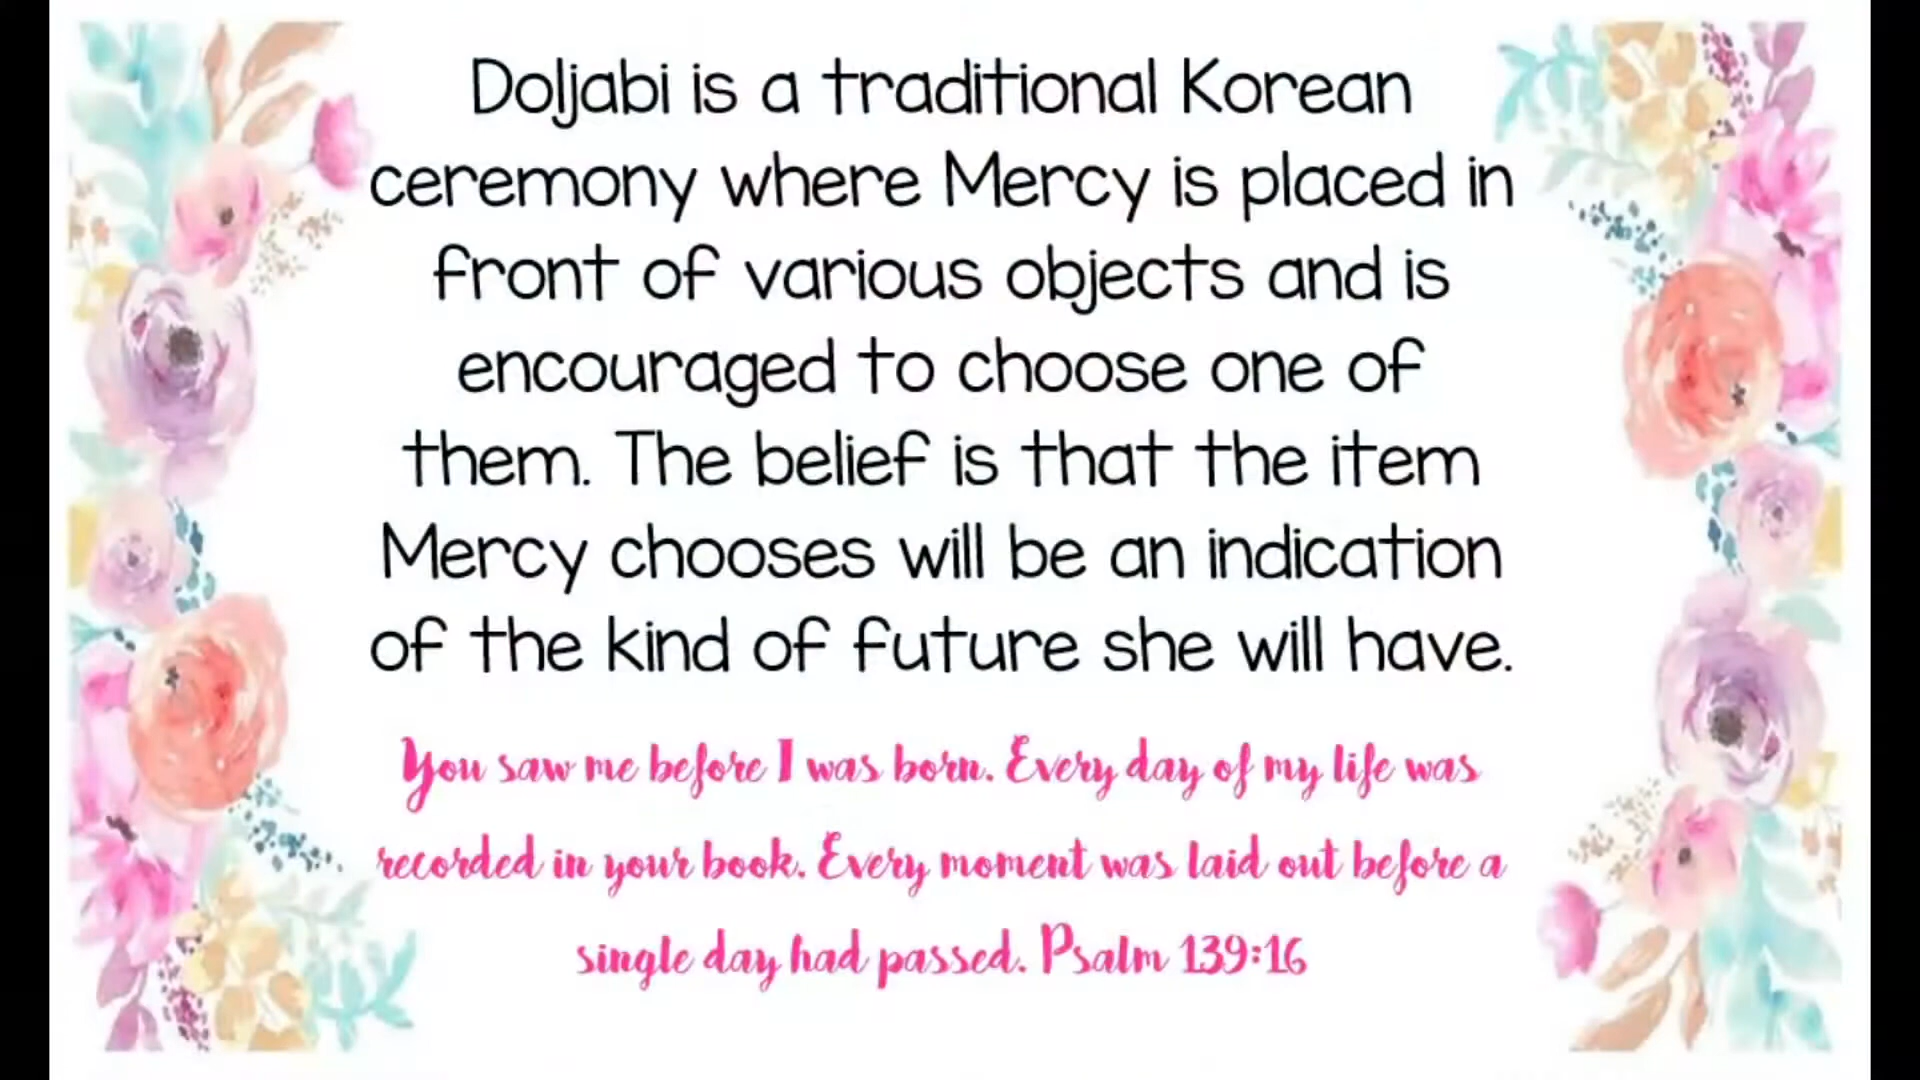 Doljabi is a traditional Korean
ceremony where Mercy is placed in
front of various objects and is
encouraged to choose one of
them. The belief is that the item
Mercy chooses will be an indication
of the kind of future she will have.
You saw me before I was born. Every day of my life was
recorded in your book. Every moment was laid out before a
single day had passed. Psalm 139:16